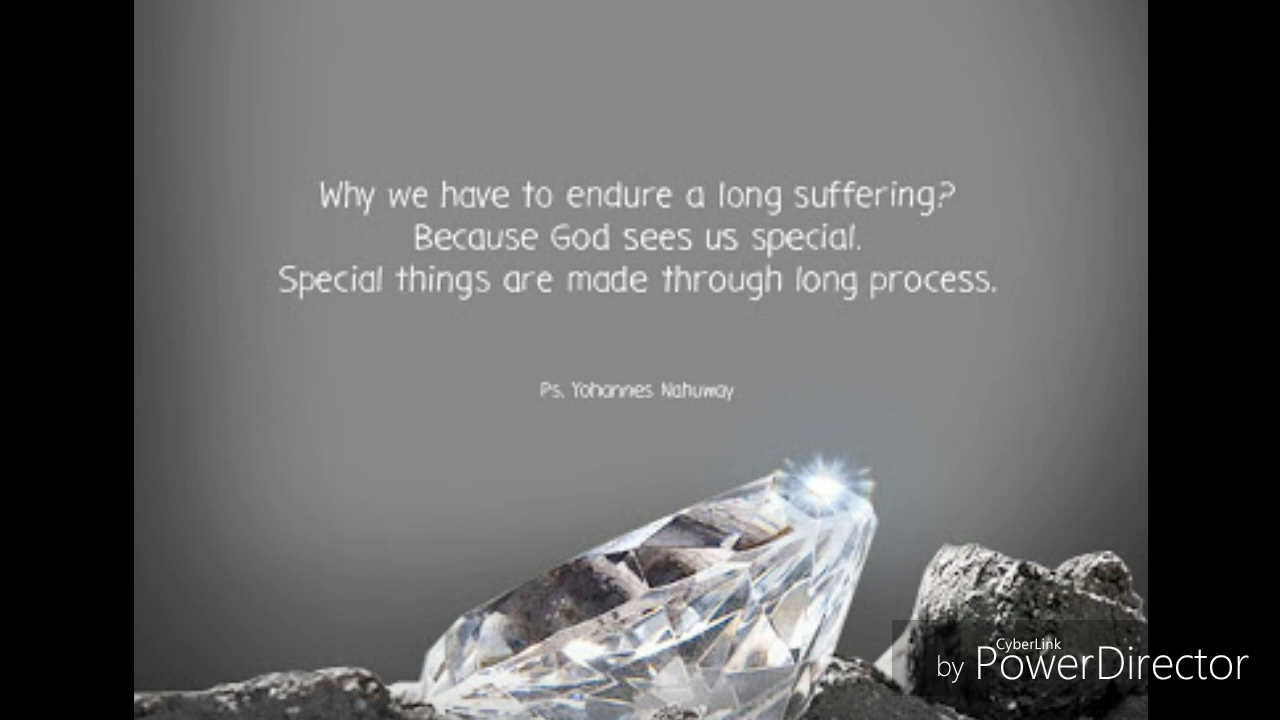 Why we have to endure a long suffering?
Because God sees us special.
Special things are made through long process.
Ps. Yohannes Nahuway
CyberLink
by PowerDirector